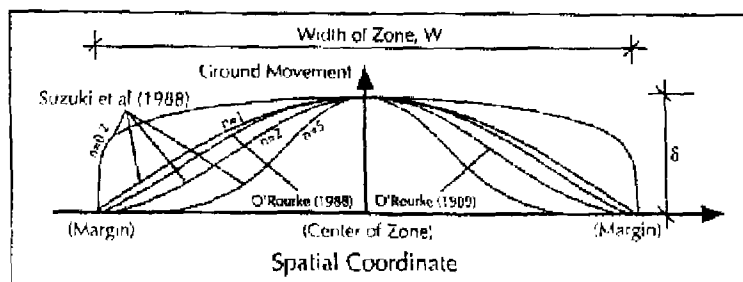 Width of Zone, W
Ground Movement
Suzuki et al (1988)
n=0.2
n=1
n=2
n=5
δ
O'Rourke (1988)
O'Rourke (1989)
(Margin)
(Center of Zone)
(Margin)
Spatial Coordinate